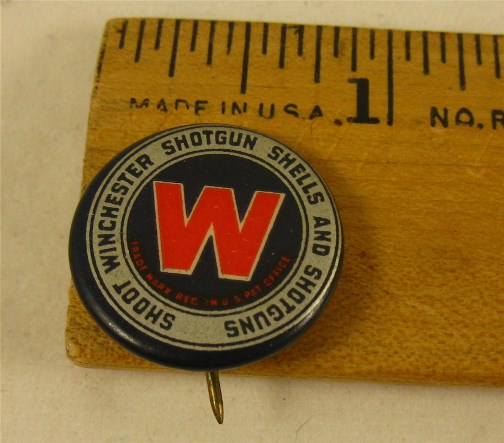 MADE IN U.S.A.
1
NO. R
SHOOT WINCHESTER SHOTGUN SHELLS AND SHOTGUNS
W
TRADE MARK REG. IN U.S. PAT. OFFICE